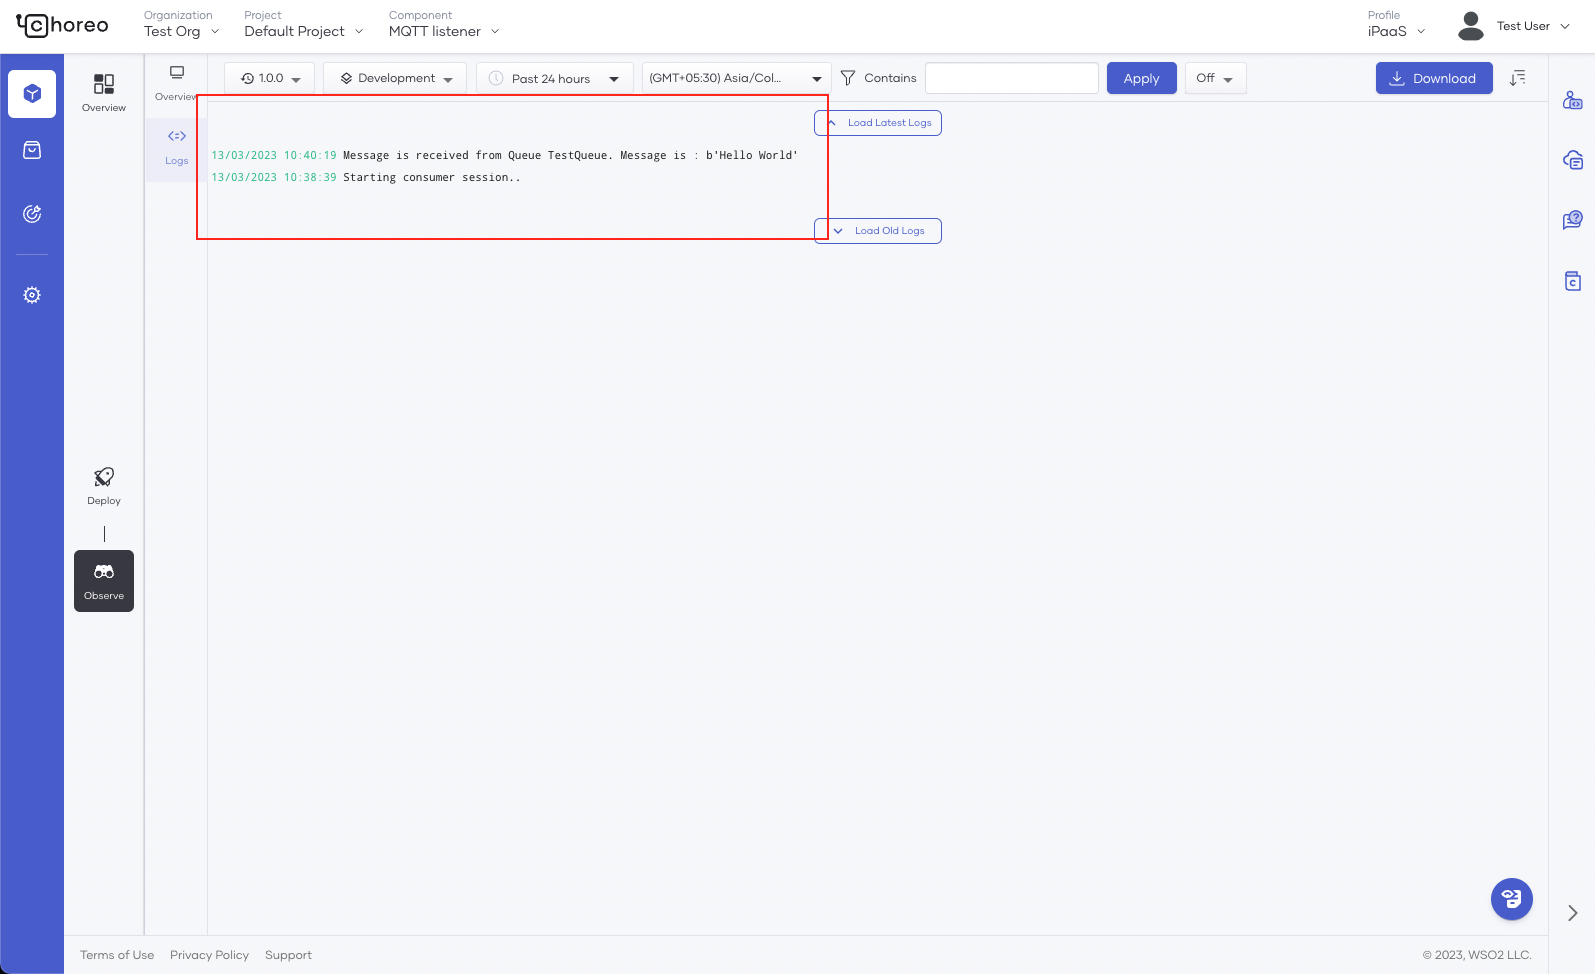 choreo
Organization
Test Org
Project
Default Project
Component
MQTT listener
Profile
iPaaS
Test User
Overview
Overview
Logs
1.0.0
Development
Past 24 hours
(GMT+05:30) Asia/Col...
Contains
Apply
Off
Download
Load Latest Logs
13/03/2023 10:40:19 Message is received from Queue TestQueue. Message is : b'Hello World'
13/03/2023 10:38:39 Starting consumer session..
Load Old Logs
Deploy
Observe
Terms of Use
Privacy Policy
Support
© 2023, WSO2 LLC.